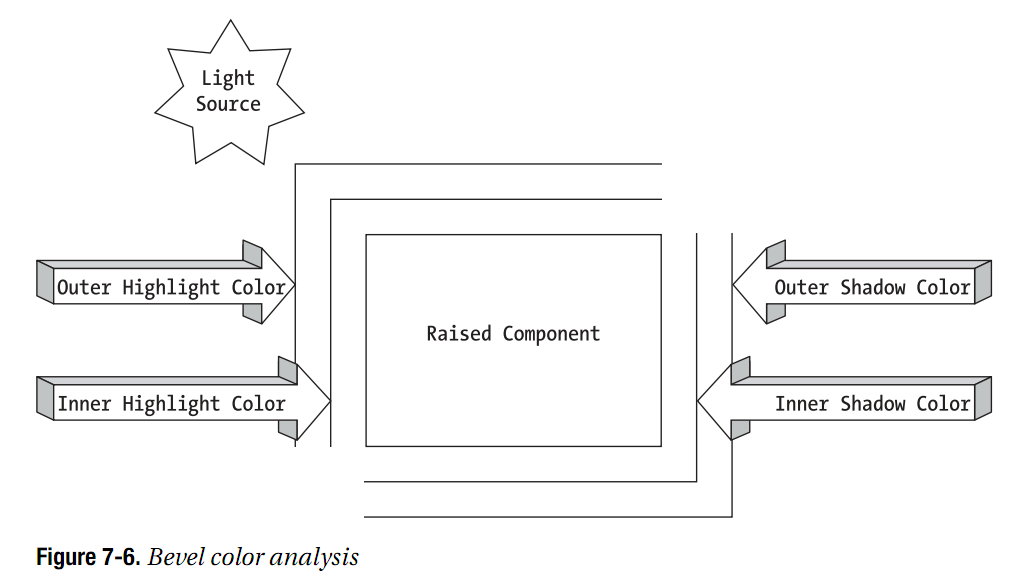 Light
Source
Outer Highlight Color
Outer Shadow Color
Raised Component
Inner Highlight Color
Inner Shadow Color
Figure 7-6. Bevel color analysis